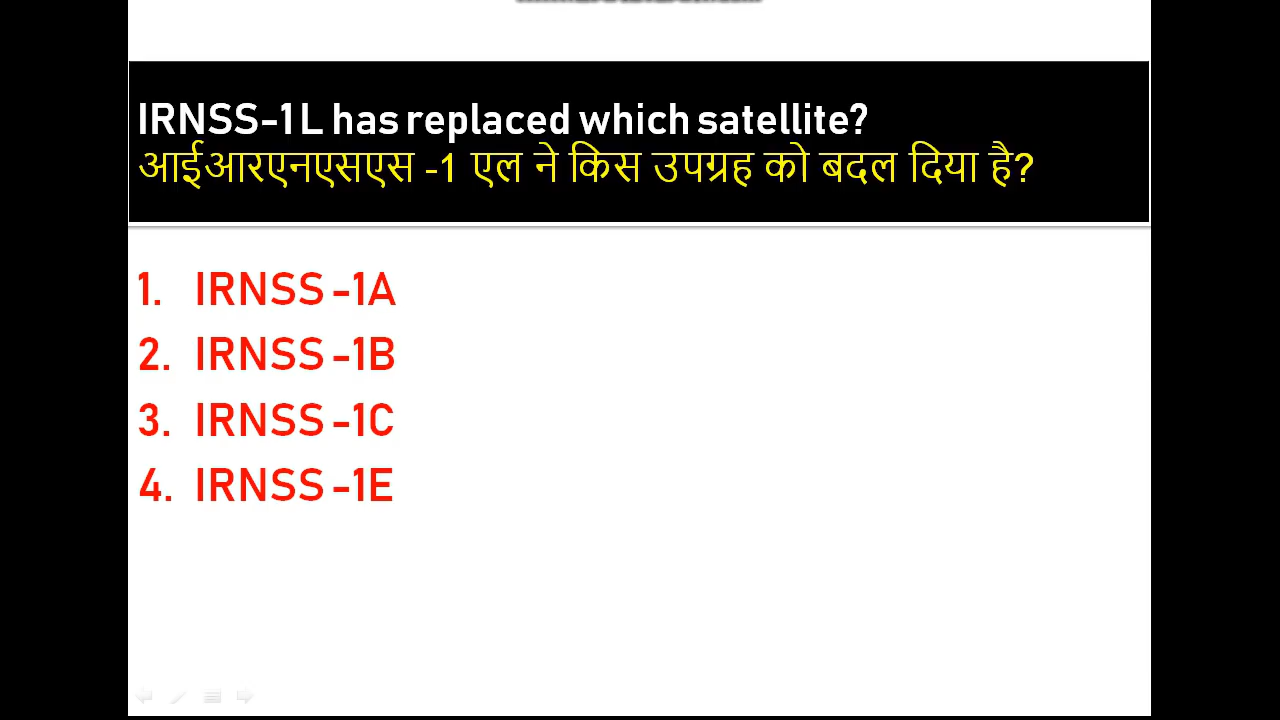 IRNSS-1L has replaced which satellite?
आईआरएनएसएस -1 एल ने किस उपग्रह को बदल दिया है?
1. IRNSS -1A
2. IRNSS -1B
3. IRNSS -1C
4. IRNSS -1E